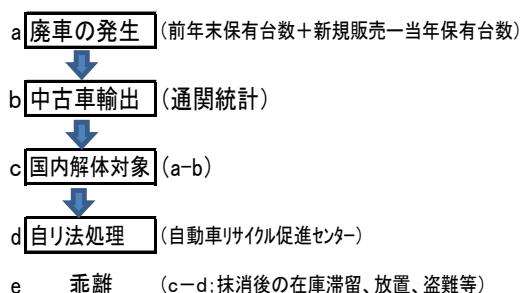 a 廃車の発生 (前年末保有台数+新規販売ー当年保有台数)
b 中古車輸出 (通関統計)
c 国内解体対象 (a-b)
d 自リ法処理 (自動車リサイクル促進センター)
e 乖離 (c-d;抹消後の在庫滞留、放置、盗難等)